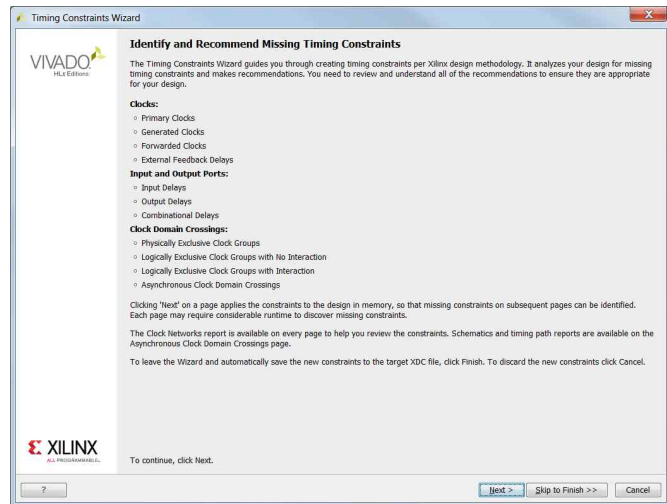 Timing Constraints Wizard
VIVADO
HLx Editions
Identify and Recommend Missing Timing Constraints
The Timing Constraints Wizard guides you through creating timing constraints per Xilinx design methodology. It analyzes your design for missing
timing constraints and makes recommendations. You need to review and understand all of the recommendations to ensure they are appropriate
for your design.
Clocks:
Primary Clocks
Generated Clocks
Forwarded Clocks
External Feedback Delays
Input and Output Ports:
Input Delays
Output Delays
Combinational Delays
Clock Domain Crossings:
Physically Exclusive Clock Groups
Logically Exclusive Clock Groups with No Interaction
Logically Exclusive Clock Groups with Interaction
Asynchronous Clock Domain Crossings
Clicking 'Next' on a page applies the constraints to the design in memory, so that missing constraints on subsequent pages can be identified.
Each page may require considerable runtime to discover missing constraints.
The Clock Networks report is available on every page to help you review the constraints. Schematics and timing path reports are available on the
Asynchronous Clock Domain Crossings page.
To leave the Wizard and automatically save the new constraints to the target XDC file, click Finish. To discard the new constraints click Cancel.
XILINX
ALL PROGRAMMABLE
To continue, click Next.
?
Next >
Skip to Finish >>
Cancel